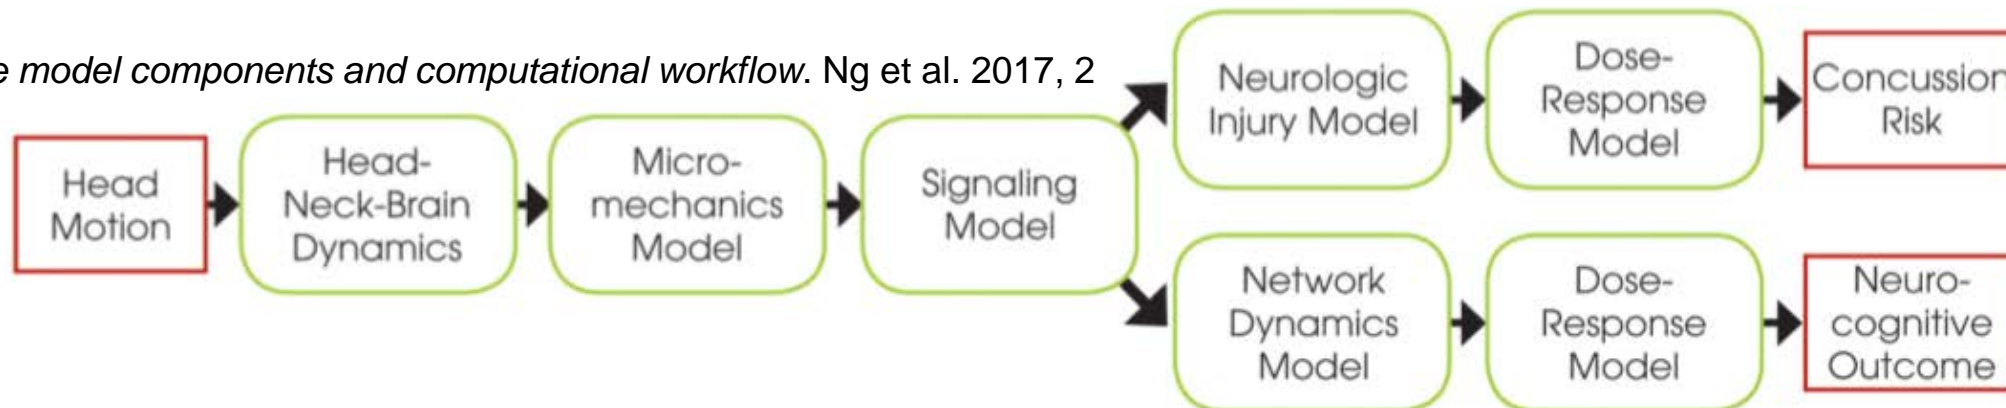 e model components and computational workflow. Ng et al. 2017, 2
Head
Motion
Head-
Neck-Brain
Dynamics
Micro-
mechanics
Model
Signaling
Model
Neurologic
Injury Model
Dose-
Response
Model
Concussion
Risk
Network
Dynamics
Model
Dose-
Response
Model
Neuro-
cognitive
Outcome